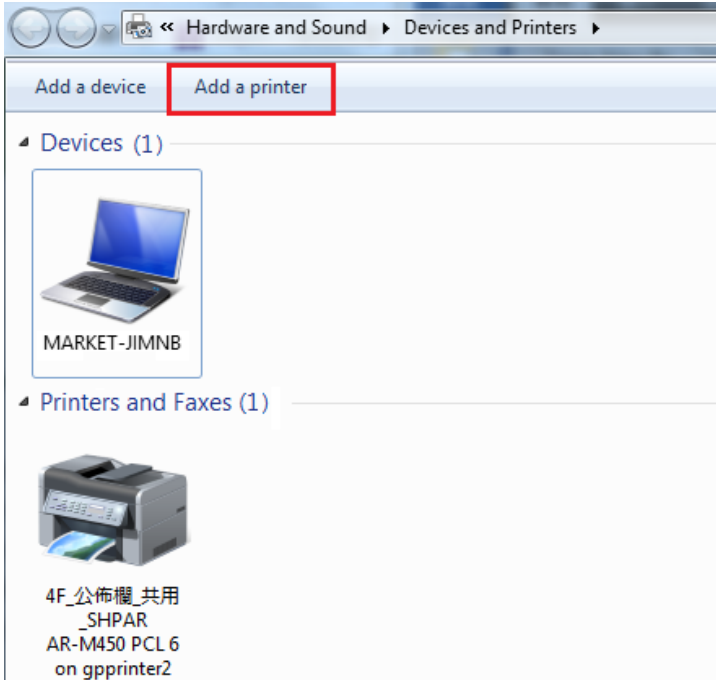 « Hardware and Sound ▸ Devices and Printers ▸
Add a device Add a printer
Devices (1)
MARKET-JIMNB
Printers and Faxes (1)
4F_公佈欄_共用
_SHPAR
AR-M450 PCL 6
on gpprinter2